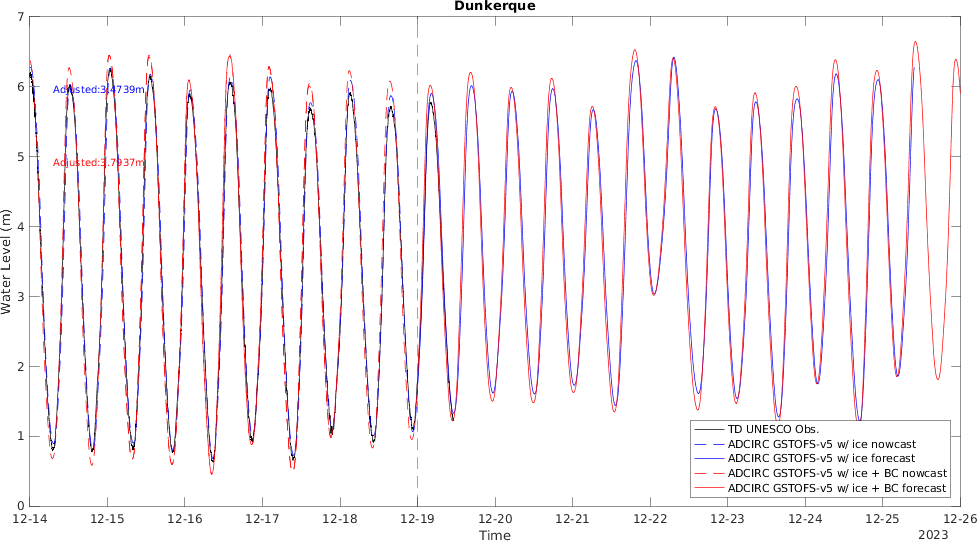 Dunkerque
7
6
5
4
3
2
1
0
Water Level (m)
Adjusted:3.4739m
Adjusted:3.7937m
TD UNESCO Obs.
ADCIRC GSTOFS-v5 w/ ice nowcast
ADCIRC GSTOFS-v5 w/ ice forecast
ADCIRC GSTOFS-v5 w/ ice + BC nowcast
ADCIRC GSTOFS-v5 w/ ice + BC forecast
12-14 12-15 12-16 12-17 12-18 12-19 12-20 12-21 12-22 12-23 12-24 12-25 12-26
Time
2023